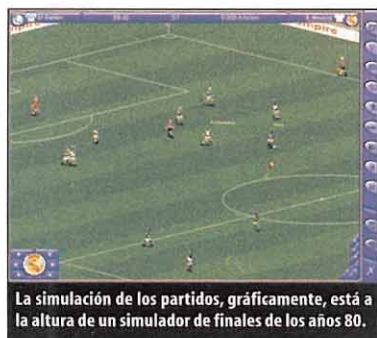 La simulación de los partidos, gráficamente, está a
la altura de un simulador de finales de los años 80.